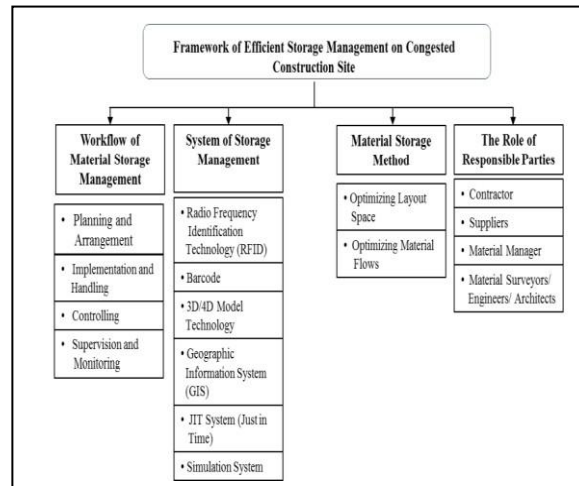 Framework of Efficient Storage Management on Congested
Construction Site
Workflow of
Material Storage
Management
• Planning and
Arrangement
• Implementation and
Handling
• Controlling
• Supervision and
Monitoring
System of Storage
Management
• Radio Frequency
Identification
Technology (RFID)
• Barcode
• 3D/4D Model
Technology
• Geographic
Information System
(GIS)
• JIT System (Just in
Time)
• Simulation System
Material Storage
Method
• Optimizing Layout
Space
• Optimizing Material
Flows
The Role of
Responsible Parties
• Contractor
• Suppliers
• Material Manager
• Material Surveyors/
Engineers/ Architects